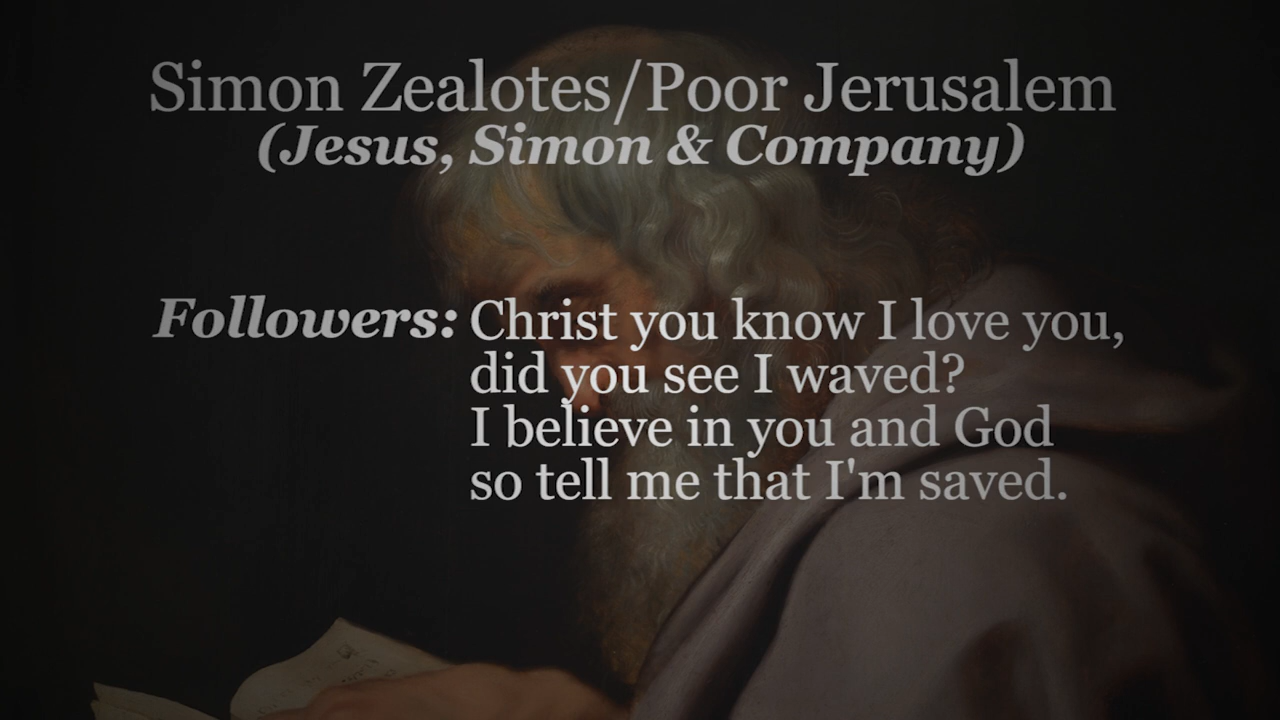 Simon Zealotes/Poor Jerusalem
(Jesus, Simon & Company)
Followers: Christ you know I love you,
did you see I waved?
I believe in you and God
so tell me that I'm saved.